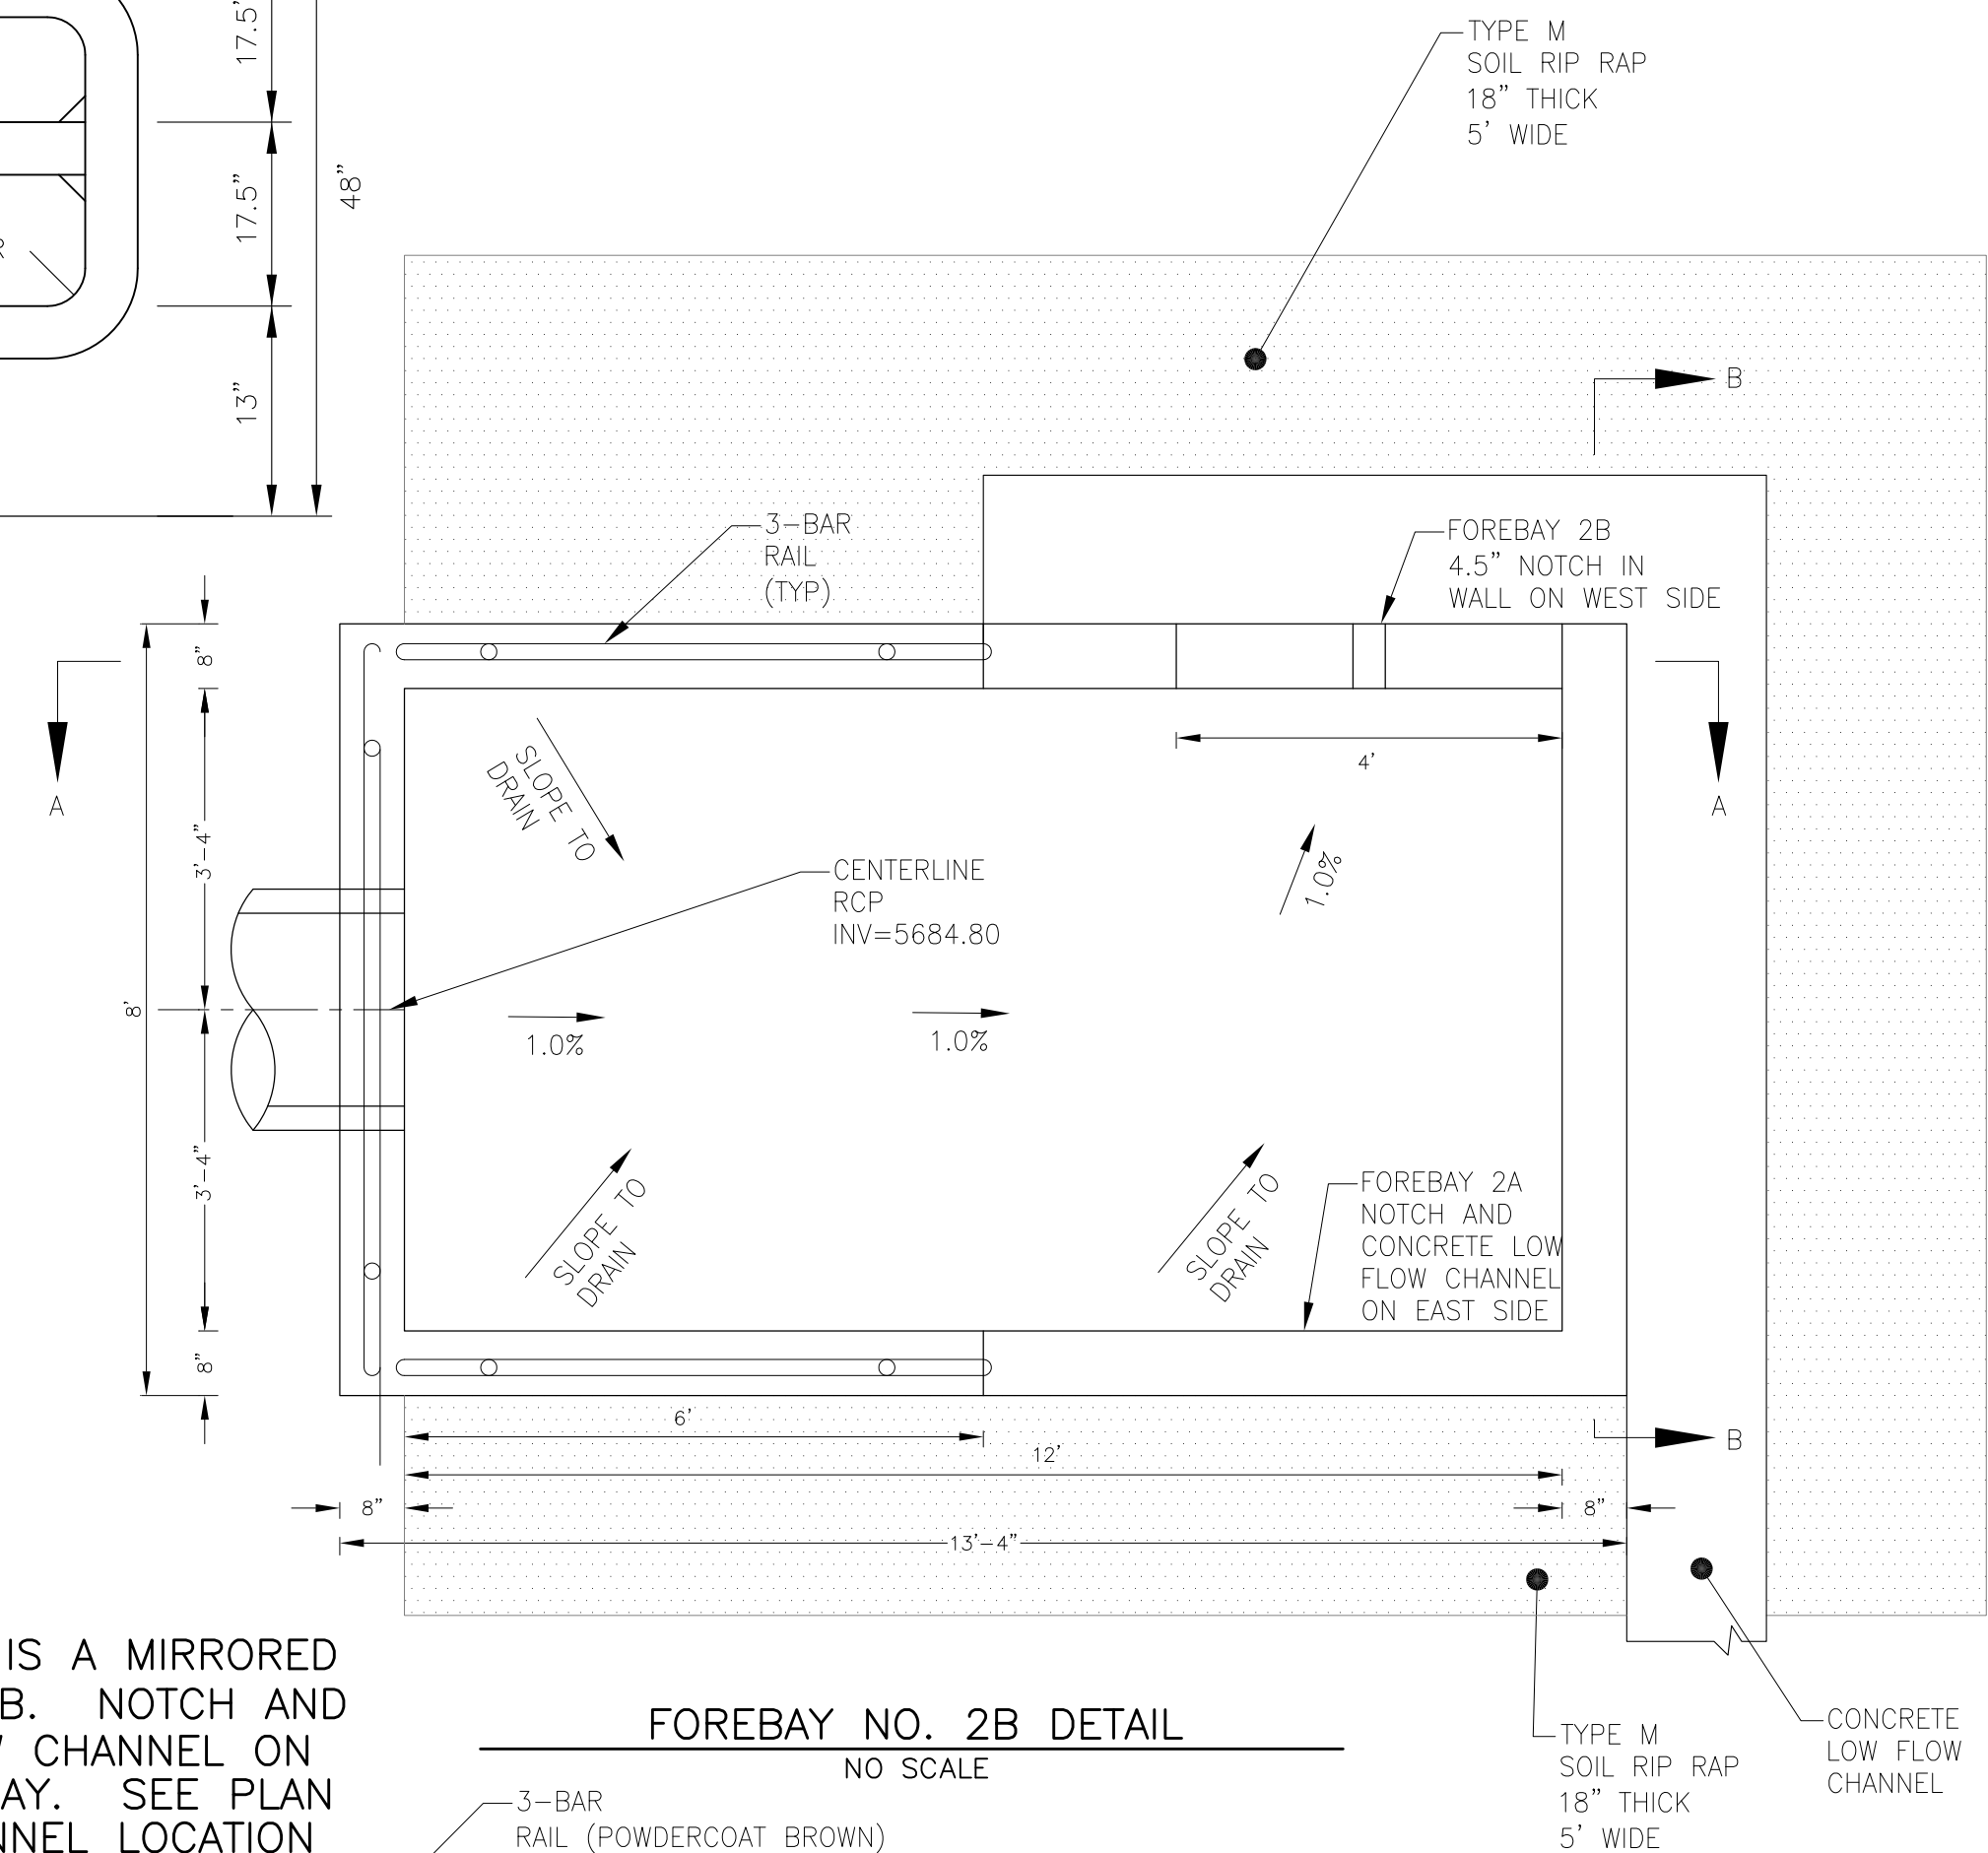 17.5"
17.5"
48"
13"
TYPE M
SOIL RIP RAP
18" THICK
5' WIDE
B
3-BAR
RAIL
(TYP)
FOREBAY 2B
4.5" NOTCH IN
WALL ON WEST SIDE
8"
A
4'
A
SLOPE TO
DRAIN
3'-4"
CENTERLINE
RCP
INV=5684.80
1.0%
8'
1.0%
1.0%
3'-4"
SLOPE TO
DRAIN
SLOPE TO
DRAIN
FOREBAY 2A
NOTCH AND
CONCRETE LOW
FLOW CHANNEL
ON EAST SIDE
8"
6'
B
12'
8"
8"
13'-4"
IS A MIRRORED
B. NOTCH AND
CHANNEL ON
AY. SEE PLAN
NNEL LOCATION
FOREBAY NO. 2B DETAIL
NO SCALE
TYPE M
SOIL RIP RAP
18" THICK
5' WIDE
CONCRETE
LOW FLOW
CHANNEL
3-BAR
RAIL (POWDERCOAT BROWN)